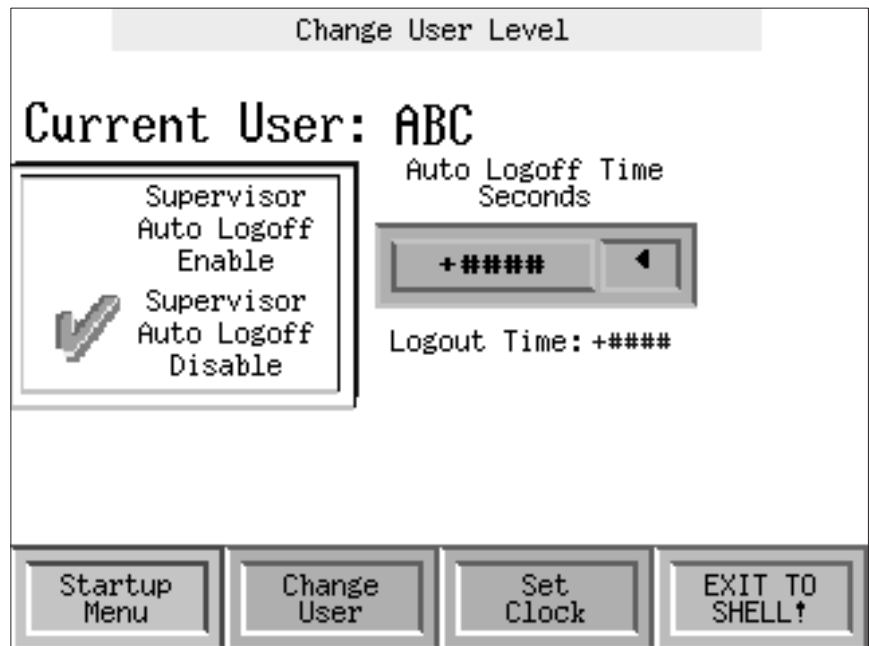 Change User Level
Current User: ABC
Supervisor
Auto Logoff
Enable
Supervisor
Auto Logoff
Disable
Auto Logoff Time
Seconds
+####
Logout Time: +####
Startup
Menu
Change
User
Set
Clock
EXIT TO
SHELL!